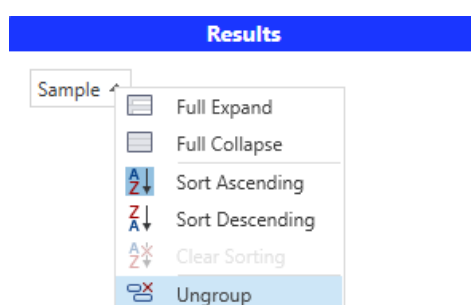 Results
Sample
Full Expand
Full Collapse
Sort Ascending
Sort Descending
Clear Sorting
Ungroup